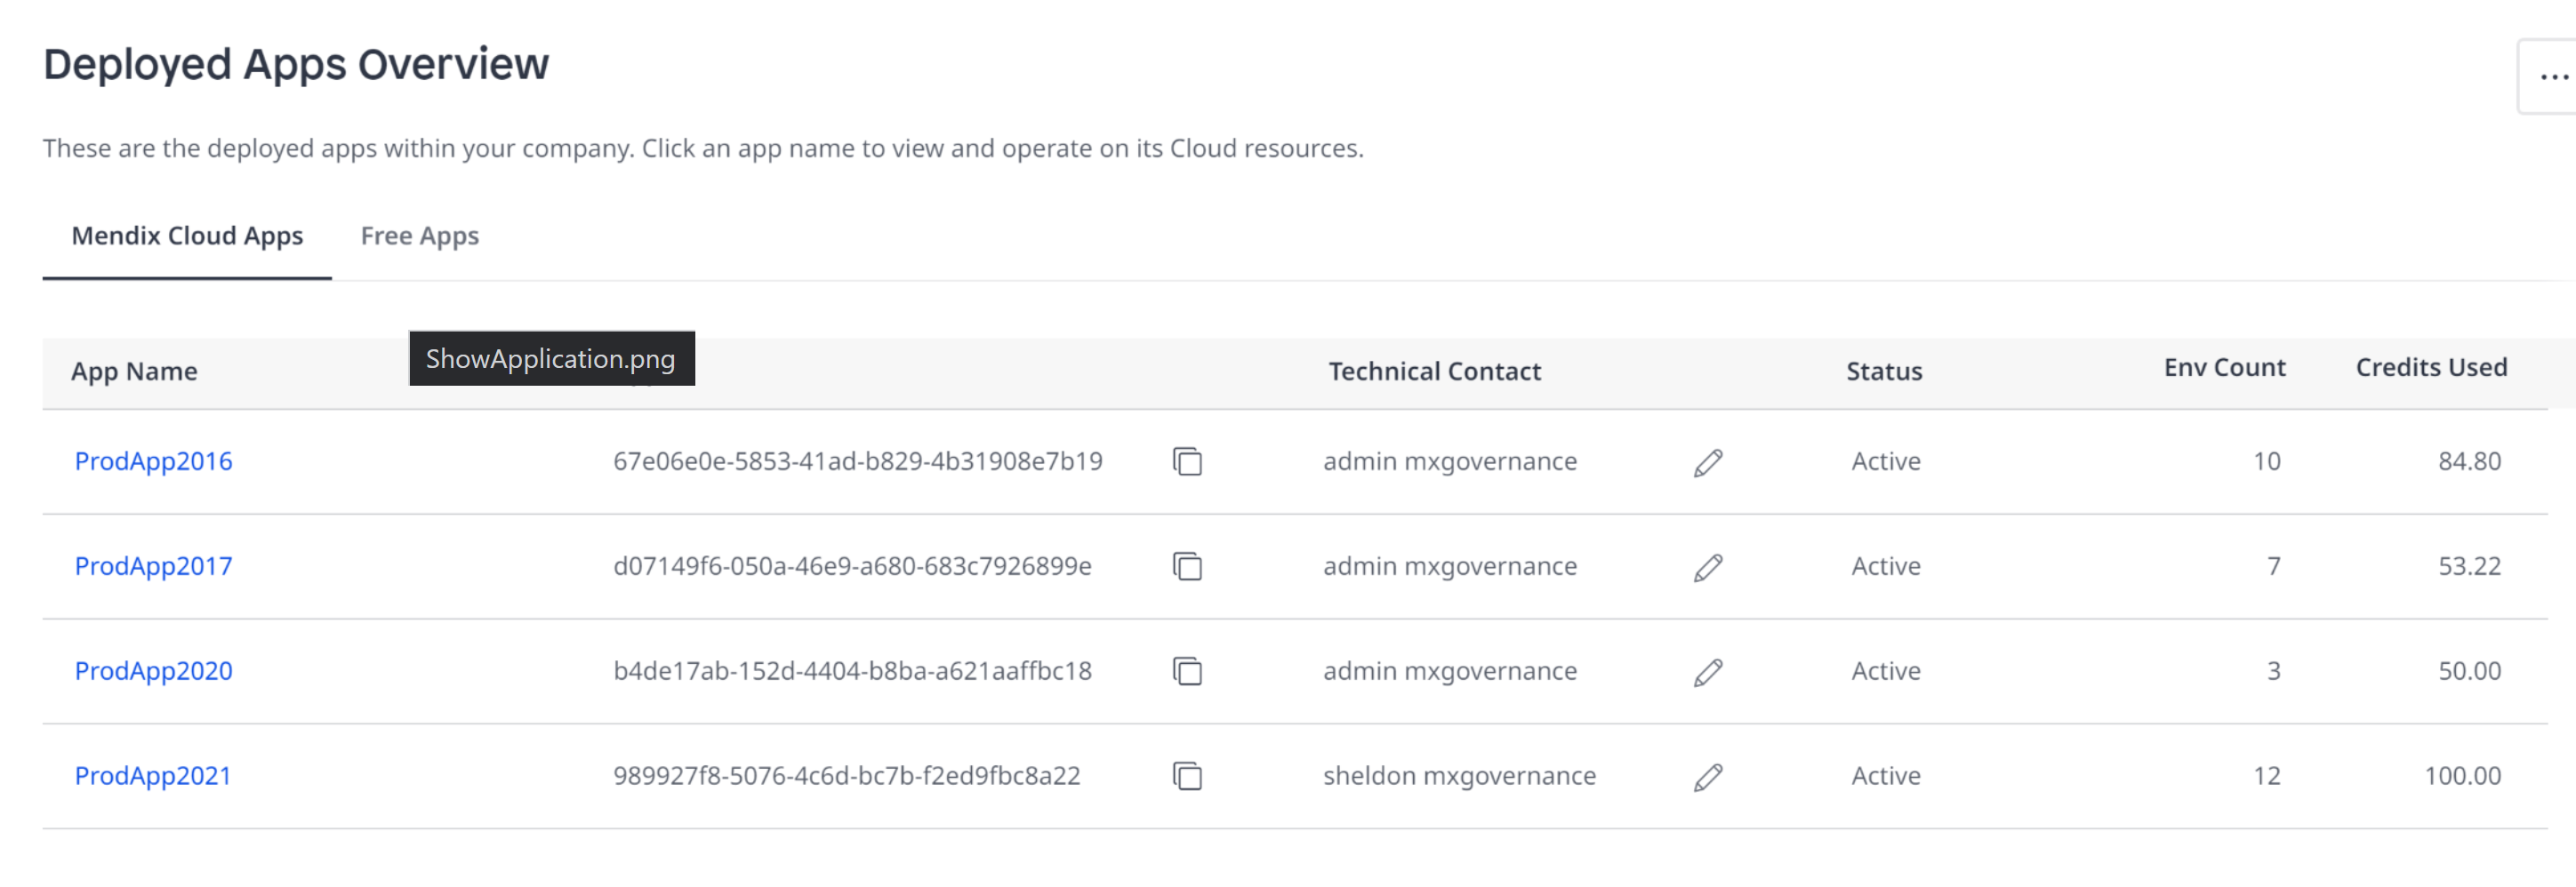 Deployed Apps Overview
...
These are the deployed apps within your company. Click an app name to view and operate on its Cloud resources.
Mendix Cloud Apps Free Apps
ShowApplication.png
App Name Technical Contact Status Env Count Credits Used
ProdApp2016 67e06e0e-5853-41ad-b829-4b31908e7b19 admin mxgovernance Active 10 84.80
ProdApp2017 d07149f6-050a-46e9-a680-683c7926899e admin mxgovernance Active 7 53.22
ProdApp2020 b4de17ab-152d-4404-b8ba-a621aaffbc18 admin mxgovernance Active 3 50.00
ProdApp2021 989927f8-5076-4c6d-bc7b-f2ed9fbc8a22 sheldon mxgovernance Active 12 100.00